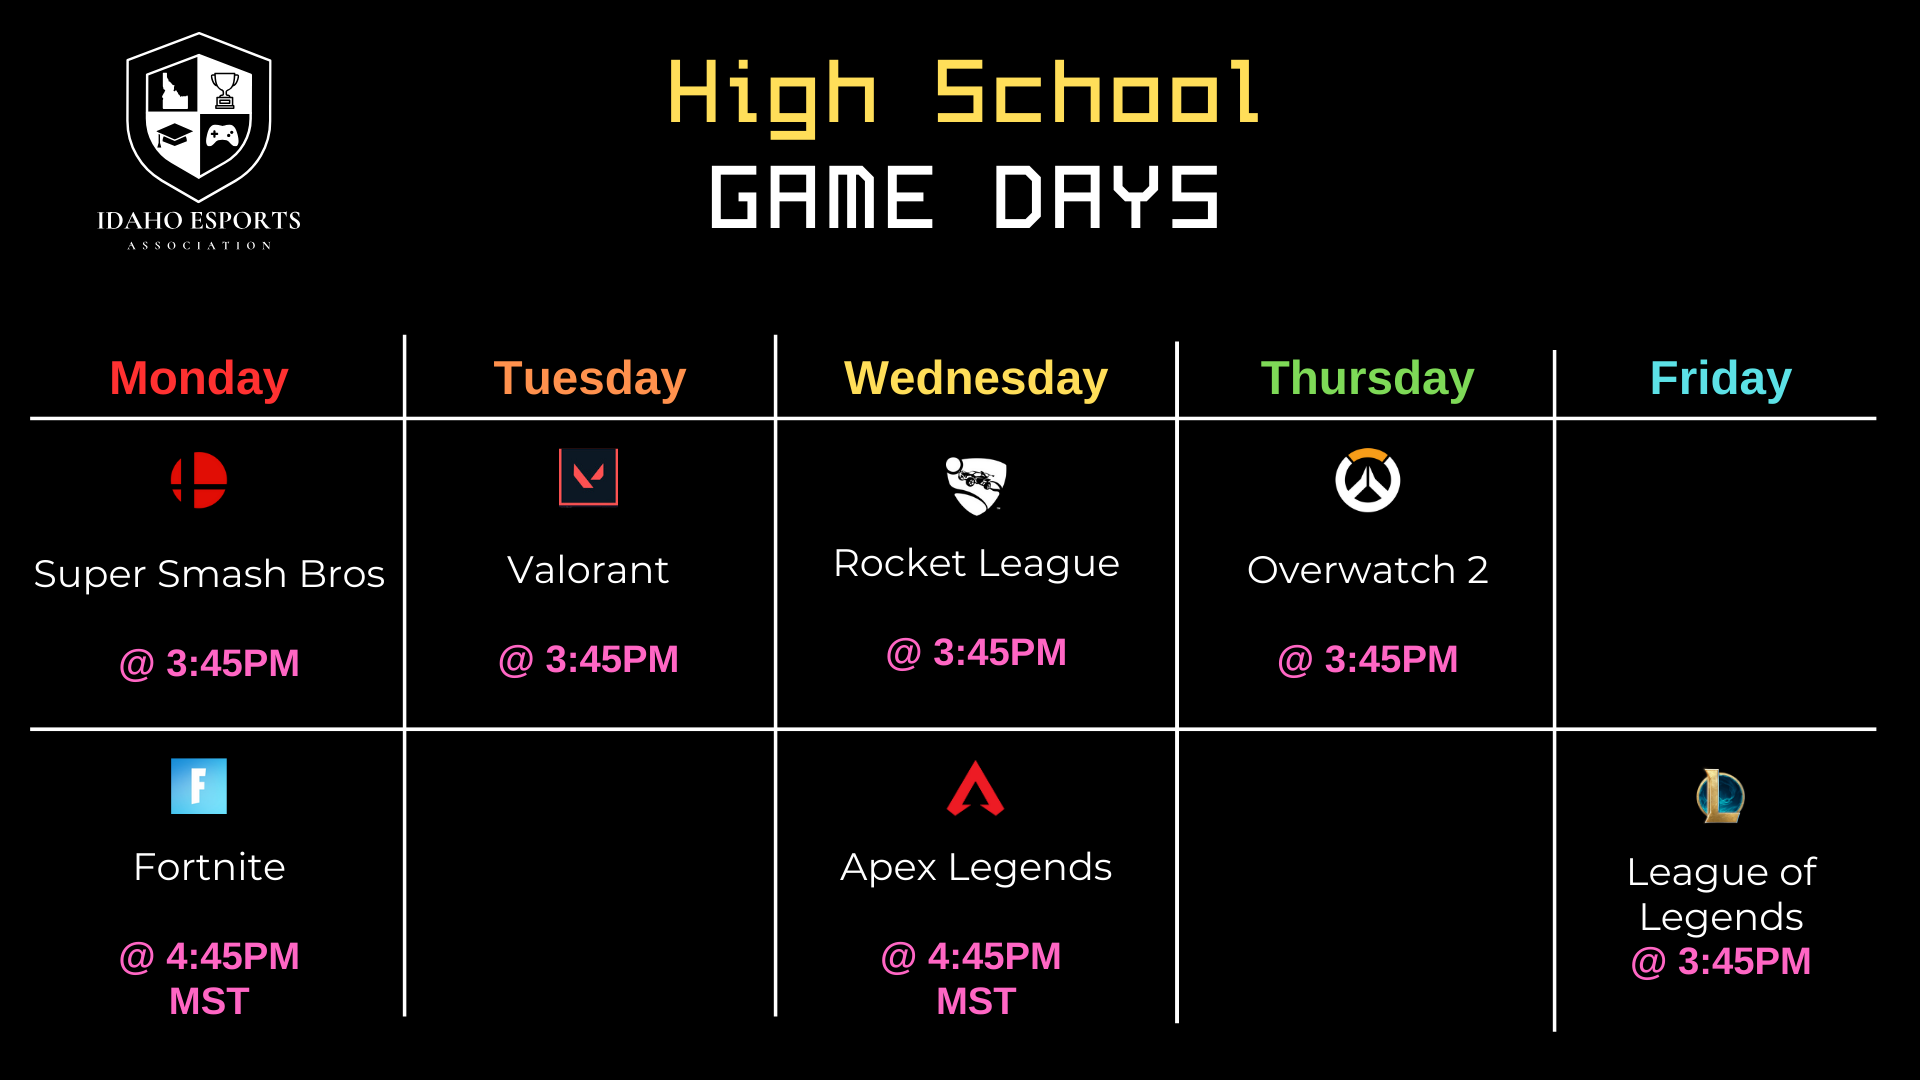 IDAHO ESPORTS
ASSOCIATION
High School
GAME DAYS
Monday
Tuesday
Wednesday
Thursday
Friday
Super Smash Bros
@ 3:45PM
Valorant
@ 3:45PM
Rocket League
@ 3:45PM
Overwatch 2
@ 3:45PM
Fortnite
@ 4:45PM
MST
Apex Legends
@ 4:45PM
MST
League of
Legends
@ 3:45PM